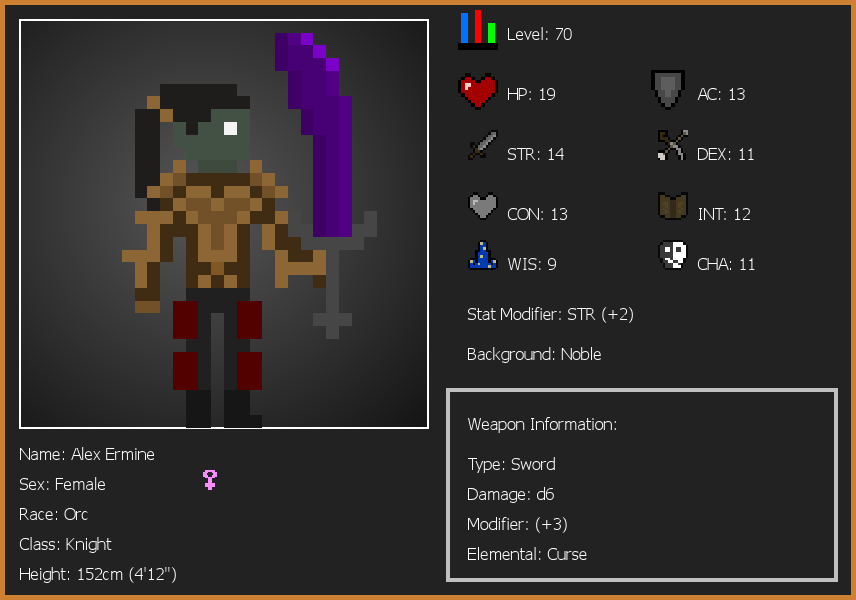 Level: 70
HP: 19
AC: 13
STR: 14
DEX: 11
CON: 13
INT: 12
WIS: 9
CHA: 11
Stat Modifier: STR (+2)
Background: Noble
Weapon Information:
Type: Sword
Damage: d6
Modifier: (+3)
Elemental: Curse
Name: Alex Ermine
Sex: Female
Race: Orc
Class: Knight
Height: 152cm (4'12")